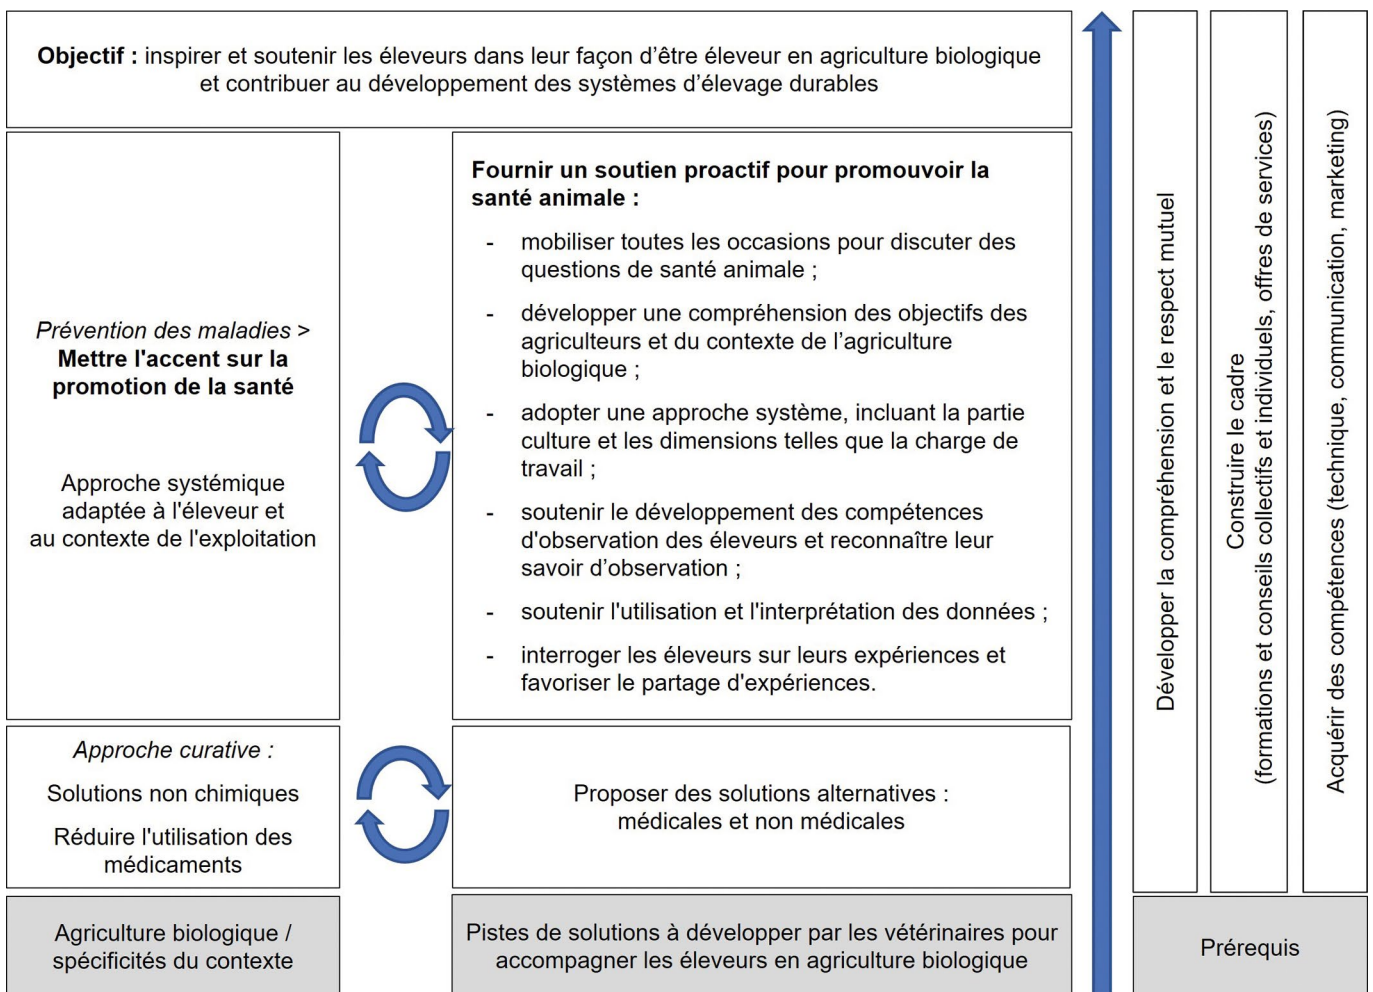 Objectif : inspirer et soutenir les éleveurs dans leur façon d’être éleveur en agriculture biologique
et contribuer au développement des systèmes d’élevage durables
Prévention des maladies >
Mettre l'accent sur la
promotion de la santé
Approche systémique
adaptée à l'éleveur et
au contexte de l'exploitation
Fournir un soutien proactif pour promouvoir la
santé animale :
- mobiliser toutes les occasions pour discuter des
questions de santé animale ;
- développer une compréhension des objectifs des
agriculteurs et du contexte de l’agriculture
biologique ;
- adopter une approche système, incluant la partie
culture et les dimensions telles que la charge de
travail ;
- soutenir le développement des compétences
d'observation des éleveurs et reconnaître leur
savoir d’observation ;
- soutenir l'utilisation et l'interprétation des données ;
- interroger les éleveurs sur leurs expériences et
favoriser le partage d'expériences.
Approche curative :
Solutions non chimiques
Réduire l'utilisation des
médicaments
Proposer des solutions alternatives :
médicales et non médicales
Agriculture biologique /
spécificités du contexte
Pistes de solutions à développer par les vétérinaires pour
accompagner les éleveurs en agriculture biologique
Développer la compréhension et le respect mutuel
Construire le cadre
(formations et conseils collectifs et individuels, offres de services)
Acquérir des compétences (technique, communication, marketing)
Prérequis